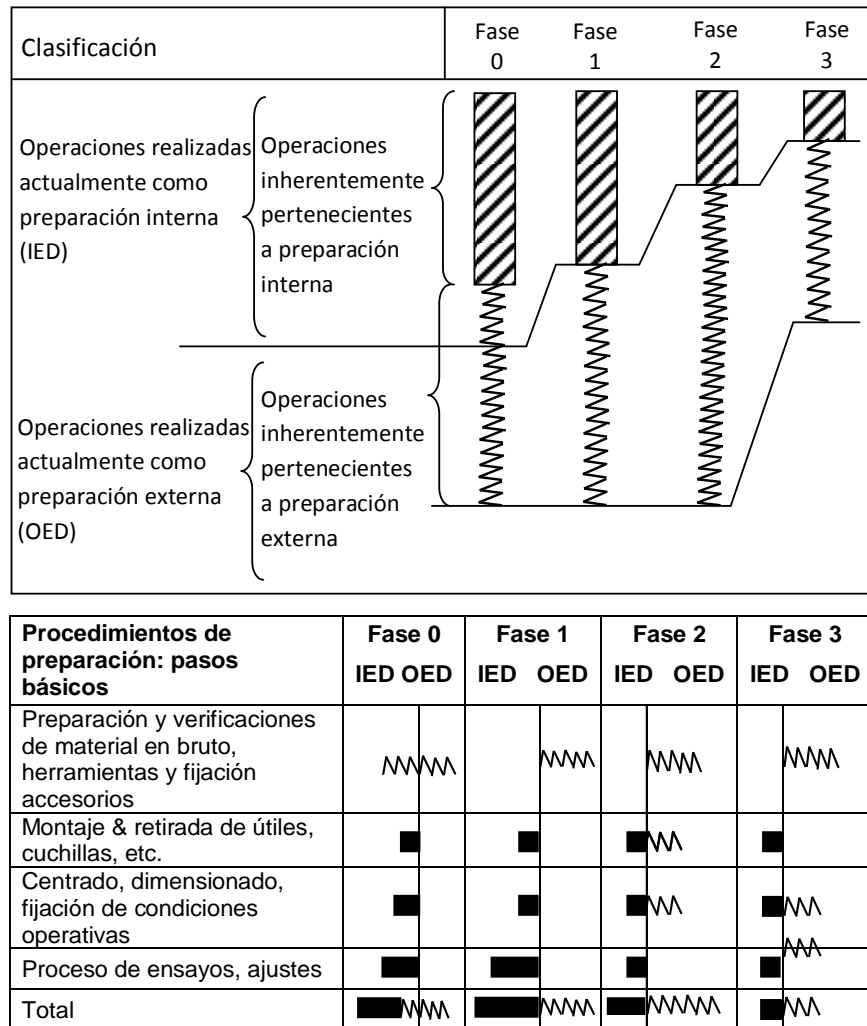 Clasificación
Fase
0
Fase
1
Fase
2
Fase
3
Operaciones realizadas
actualmente como
preparación interna
(IED)
Operaciones
inherentemente
pertenecientes
a preparación
interna
Operaciones realizadas
actualmente como
preparación externa
(OED)
Operaciones
inherentemente
pertenecientes
a preparación
externa
Procedimientos de
preparación: pasos
básicos
Fase 0
IED OED
Fase 1
IED OED
Fase 2
IED OED
Fase 3
IED OED
Preparación y verificaciones
de material en bruto,
herramientas y fijación
accesorios
Montaje & retirada de útiles,
cuchillas, etc.
Centrado, dimensionado,
fijación de condiciones
operativas
Proceso de ensayos, ajustes
Total